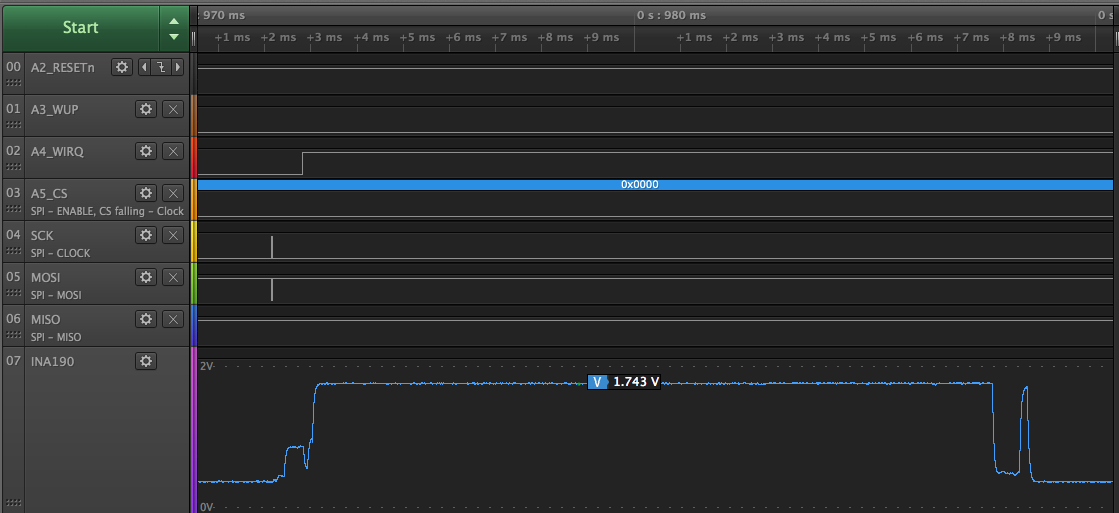 Start
: 970 ms
0 s : 980 ms
0 s
+1 ms +2 ms +3 ms +4 ms +5 ms +6 ms +7 ms +8 ms +9 ms
+1 ms +2 ms +3 ms +4 ms +5 ms +6 ms +7 ms +8 ms +9 ms
00 A2_RESETn
01 A3_WUP
02 A4_WIRQ
03 A5_CS
SPI - ENABLE, CS falling - Clock
0x0000
04 SCK
SPI - CLOCK
05 MOSI
SPI - MOSI
06 MISO
SPI - MISO
07 INA190
2V
V 1.743 V
0V